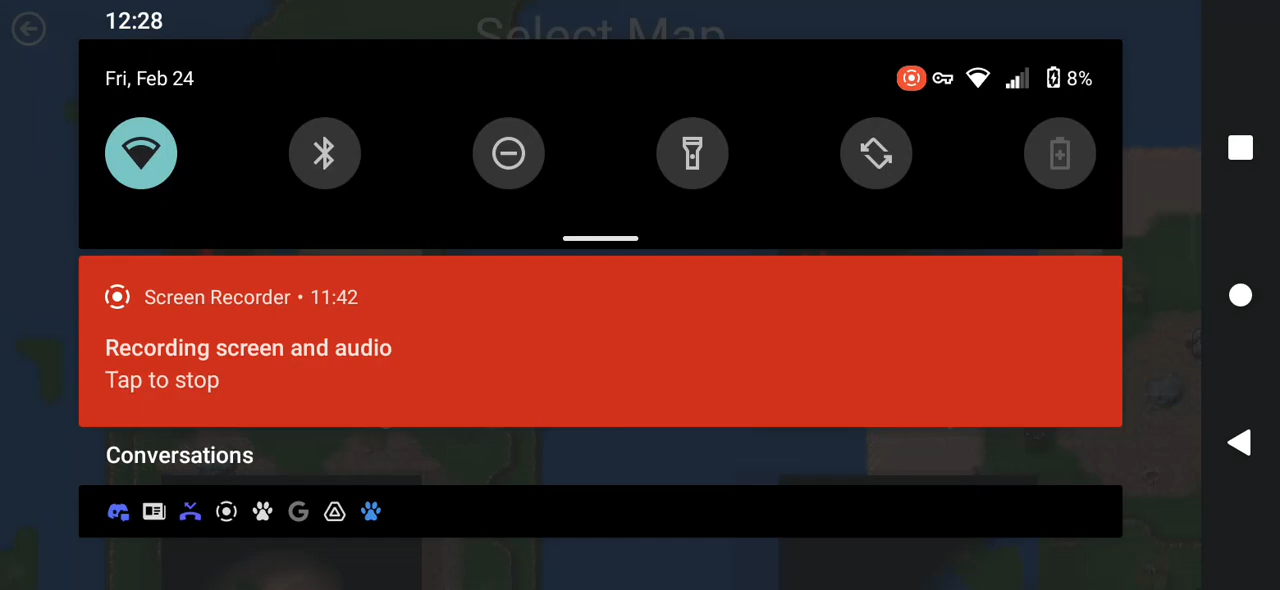 12:28
Select Map
Fri, Feb 24
8%
Screen Recorder • 11:42
Recording screen and audio
Tap to stop
Conversations